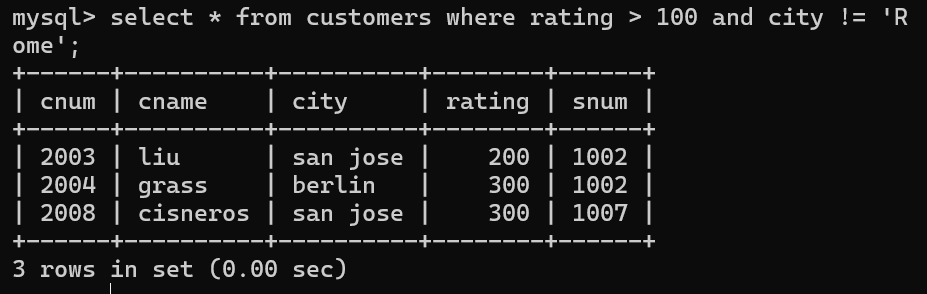 mysql> select * from customers where rating > 100 and city != 'R
ome';
+------+----------+----------+--------+------+
| cnum | cname    | city     | rating | snum |
+------+----------+----------+--------+------+
| 2003 | liu      | san jose |    200 | 1002 |
| 2004 | grass    | berlin   |    300 | 1002 |
| 2008 | cisneros | san jose |    300 | 1007 |
+------+----------+----------+--------+------+
3 rows in set (0.00 sec)